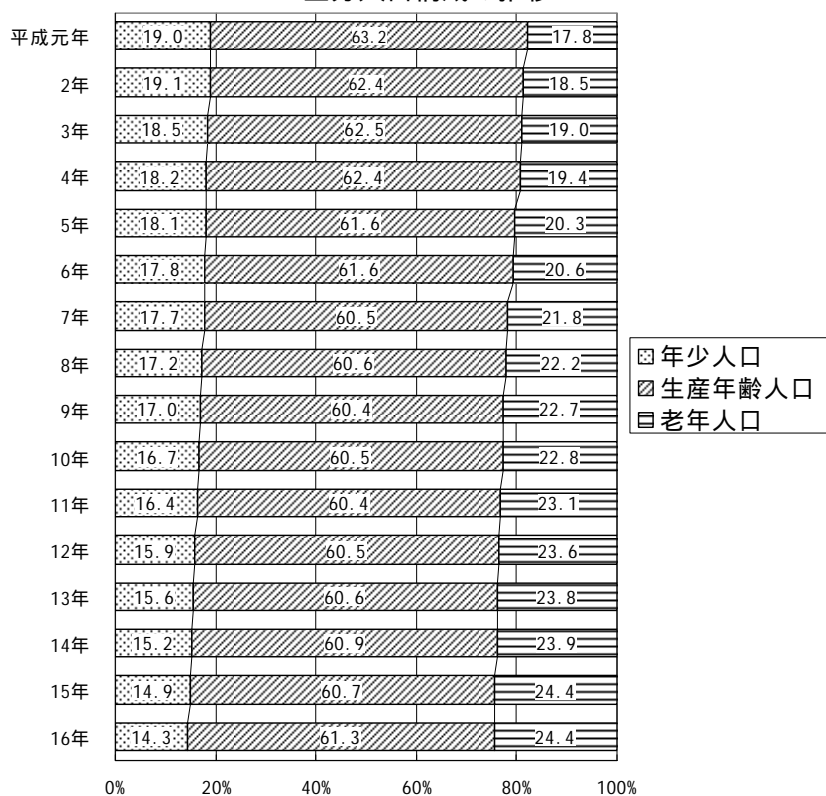 平成元年 19.0 63.2 17.8
2年 19.1 62.4 18.5
3年 18.5 62.5 19.0
4年 18.2 62.4 19.4
5年 18.1 61.6 20.3
6年 17.8 61.6 20.6
7年 17.7 60.5 21.8
8年 17.2 60.6 22.2
9年 17.0 60.4 22.7
10年 16.7 60.5 22.8
11年 16.4 60.4 23.1
12年 15.9 60.5 23.6
13年 15.6 60.6 23.8
14年 15.2 60.9 23.9
15年 14.9 60.7 24.4
16年 14.3 61.3 24.4
0% 20% 40% 60% 80% 100%
年少人口
生産年齢人口
老年人口